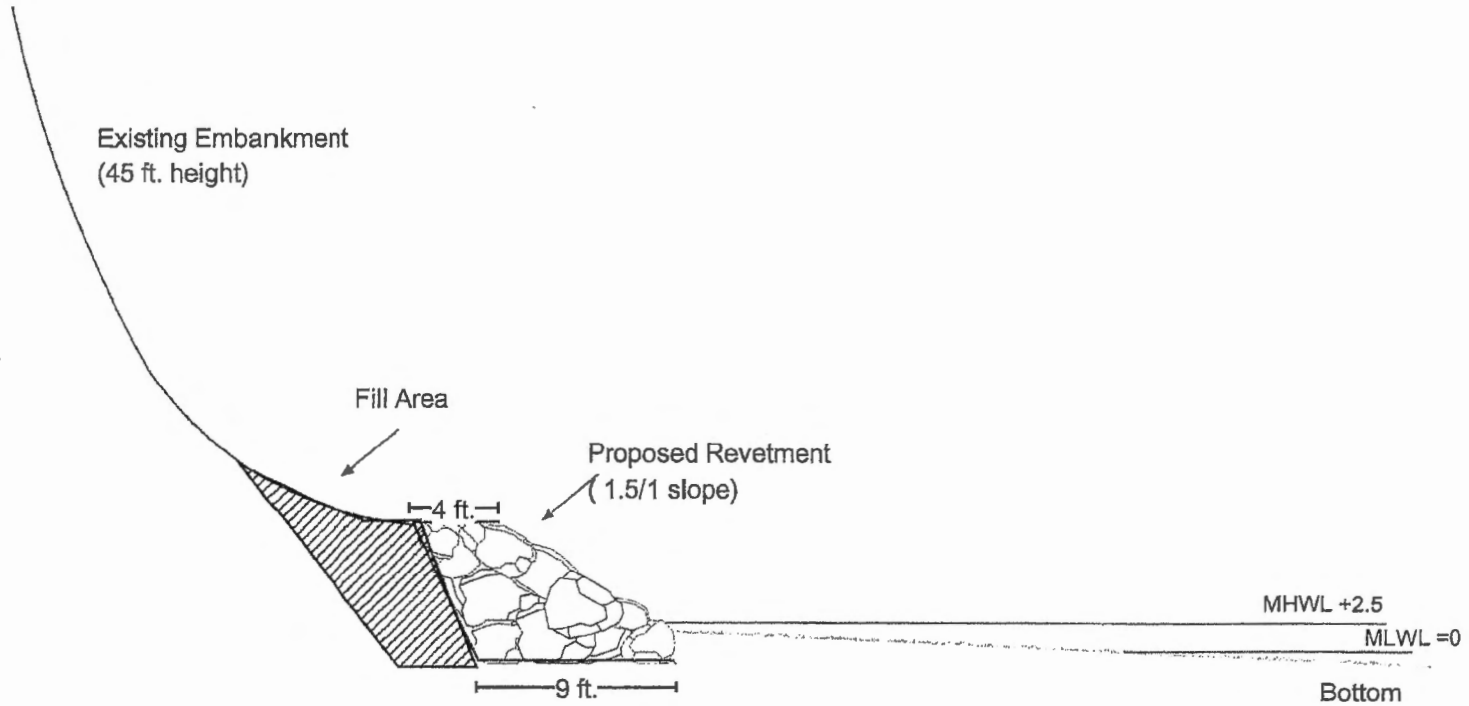 Existing Embankment
(45 ft. height)
Fill Area
Proposed Revetment
( 1.5/1 slope)
4 ft.
MHWL +2.5
MLWL =0
9 ft.
Bottom